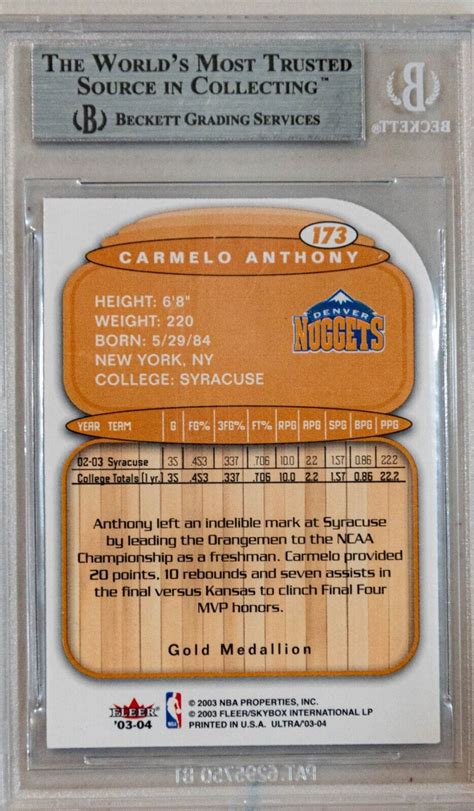 THE WORLD'S MOST TRUSTED
SOURCE IN COLLECTING™
(B) BECKETT GRADING SERVICES
B
BECKETT™
173
CARMELO ANTHONY
HEIGHT: 6'8"
WEIGHT: 220
BORN: 5/29/84
NEW YORK, NY
COLLEGE: SYRACUSE
DENVER
NUGGETS
YEAR TEAM G FG% 3FG% FT% RPG APG SPG BPG PPG
02-03 Syracuse 35 .453 .337 .706 10.0 2.2 1.57 0.86 22.2
College Totals (1 yr.) 35 .453 .337 .706 10.0 2.2 1.57 0.86 22.2
Anthony left an indelible mark at Syracuse
by leading the Orangemen to the NCAA
Championship as a freshman. Carmelo provided
20 points, 10 rebounds and seven assists in
the final versus Kansas to clinch Final Four
MVP honors.
Gold Medallion
FLEER
'03-04
NBA
© 2003 NBA PROPERTIES, INC.
© 2003 FLEER/SKYBOX INTERNATIONAL LP
PRINTED IN U.S.A. ULTRA/'03-04
PAT. 6295750 B1